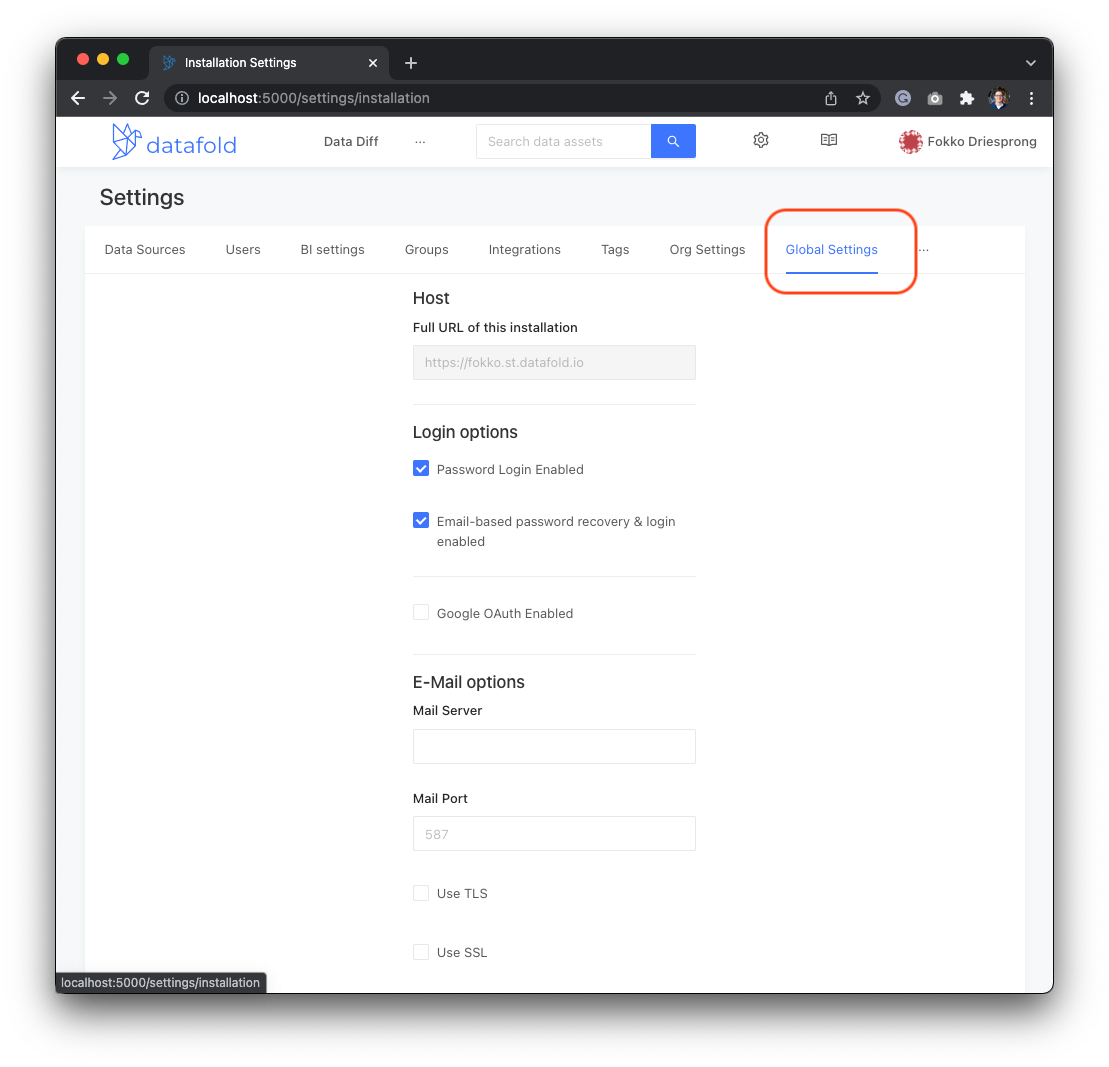 Installation Settings
localhost:5000/settings/installation
datafold
Data Diff
...
Search data assets
Fokko Driesprong
Settings
Data Sources
Users
BI settings
Groups
Integrations
Tags
Org Settings
Global Settings
...
Host
Full URL of this installation
https://fokko.st.datafold.io
Login options
Password Login Enabled
Email-based password recovery & login
enabled
Google OAuth Enabled
E-Mail options
Mail Server
Mail Port
587
Use TLS
Use SSL
localhost:5000/settings/installation